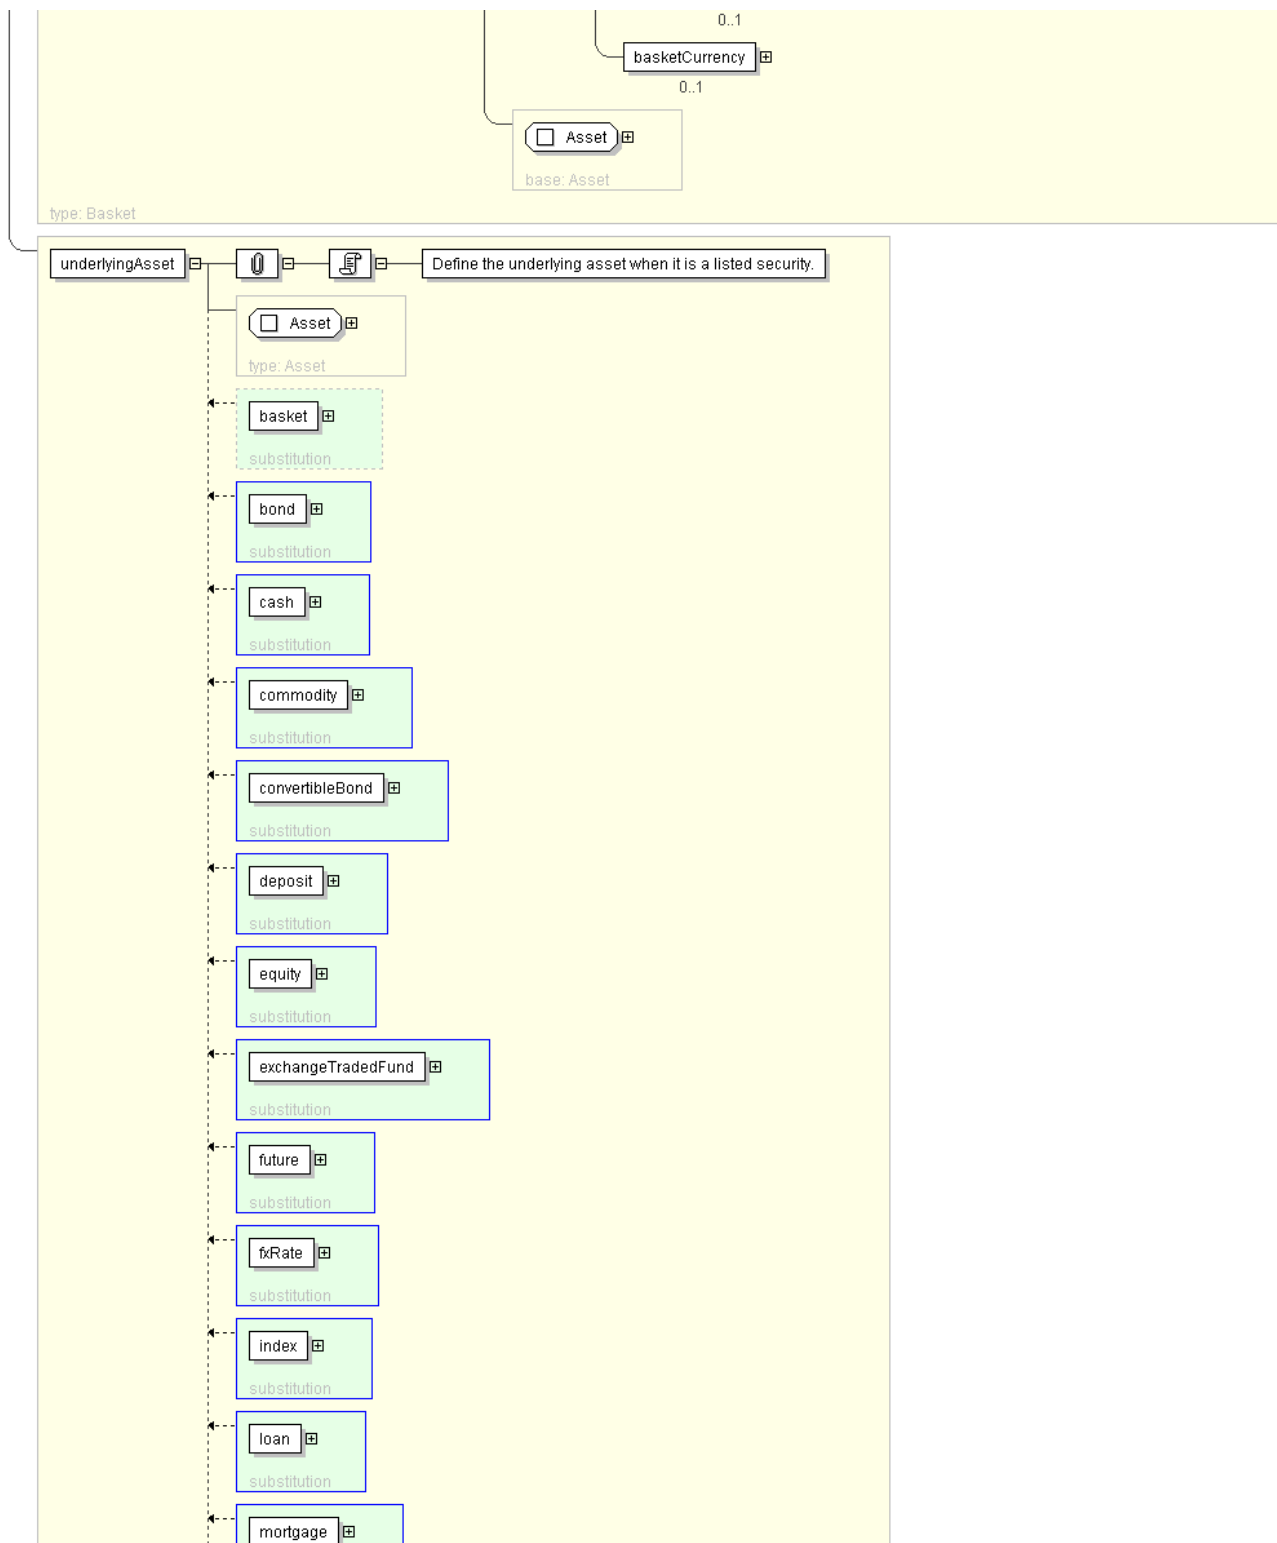 0..1
basketCurrency
0..1
Asset
base: Asset
type: Basket
underlyingAsset
Define the underlying asset when it is a listed security.
Asset
type: Asset
basket
substitution
bond
substitution
cash
substitution
commodity
substitution
convertibleBond
substitution
deposit
substitution
equity
substitution
exchangeTradedFund
substitution
future
substitution
fxRate
substitution
index
substitution
loan
substitution
mortgage